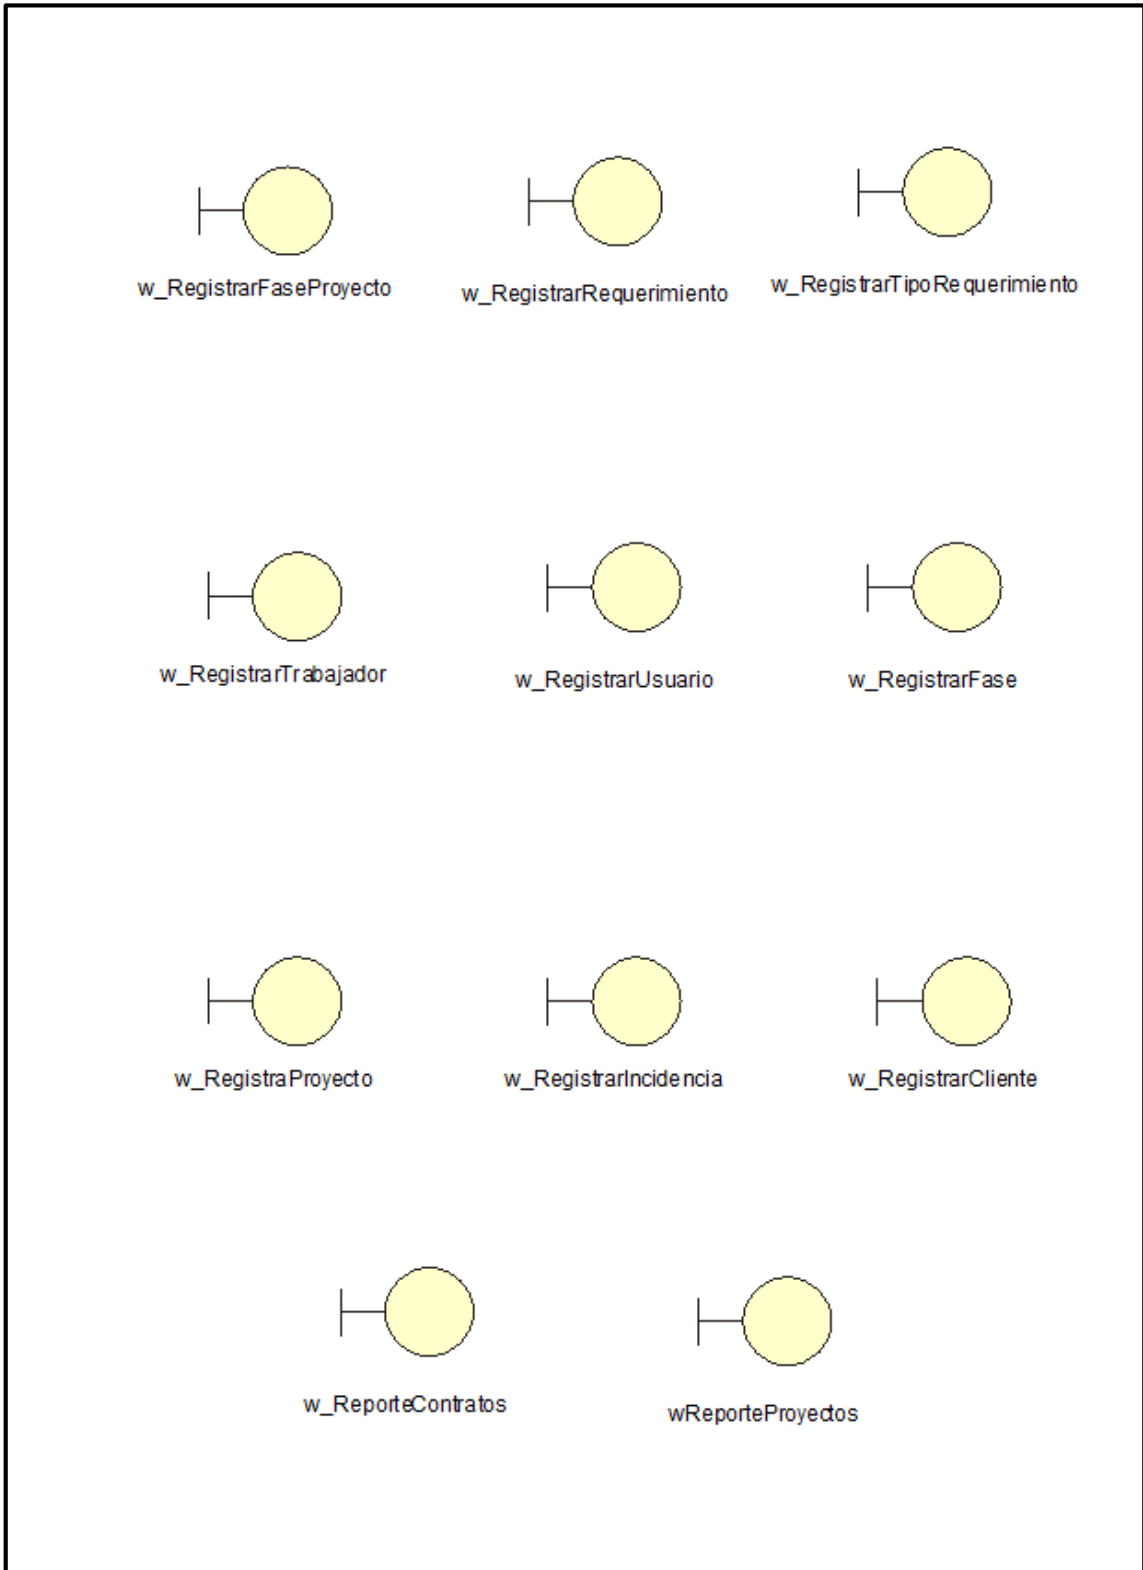 w_RegistrarFaseProyecto
w_RegistrarRequerimiento
w_RegistrarTipoRequerimiento
w_RegistrarTrabajador
w_RegistrarUsuario
w_RegistrarFase
w_RegistraProyecto
w_RegistrarIncidencia
w_RegistrarCliente
w_ReporteContratos
wReporteProyectos